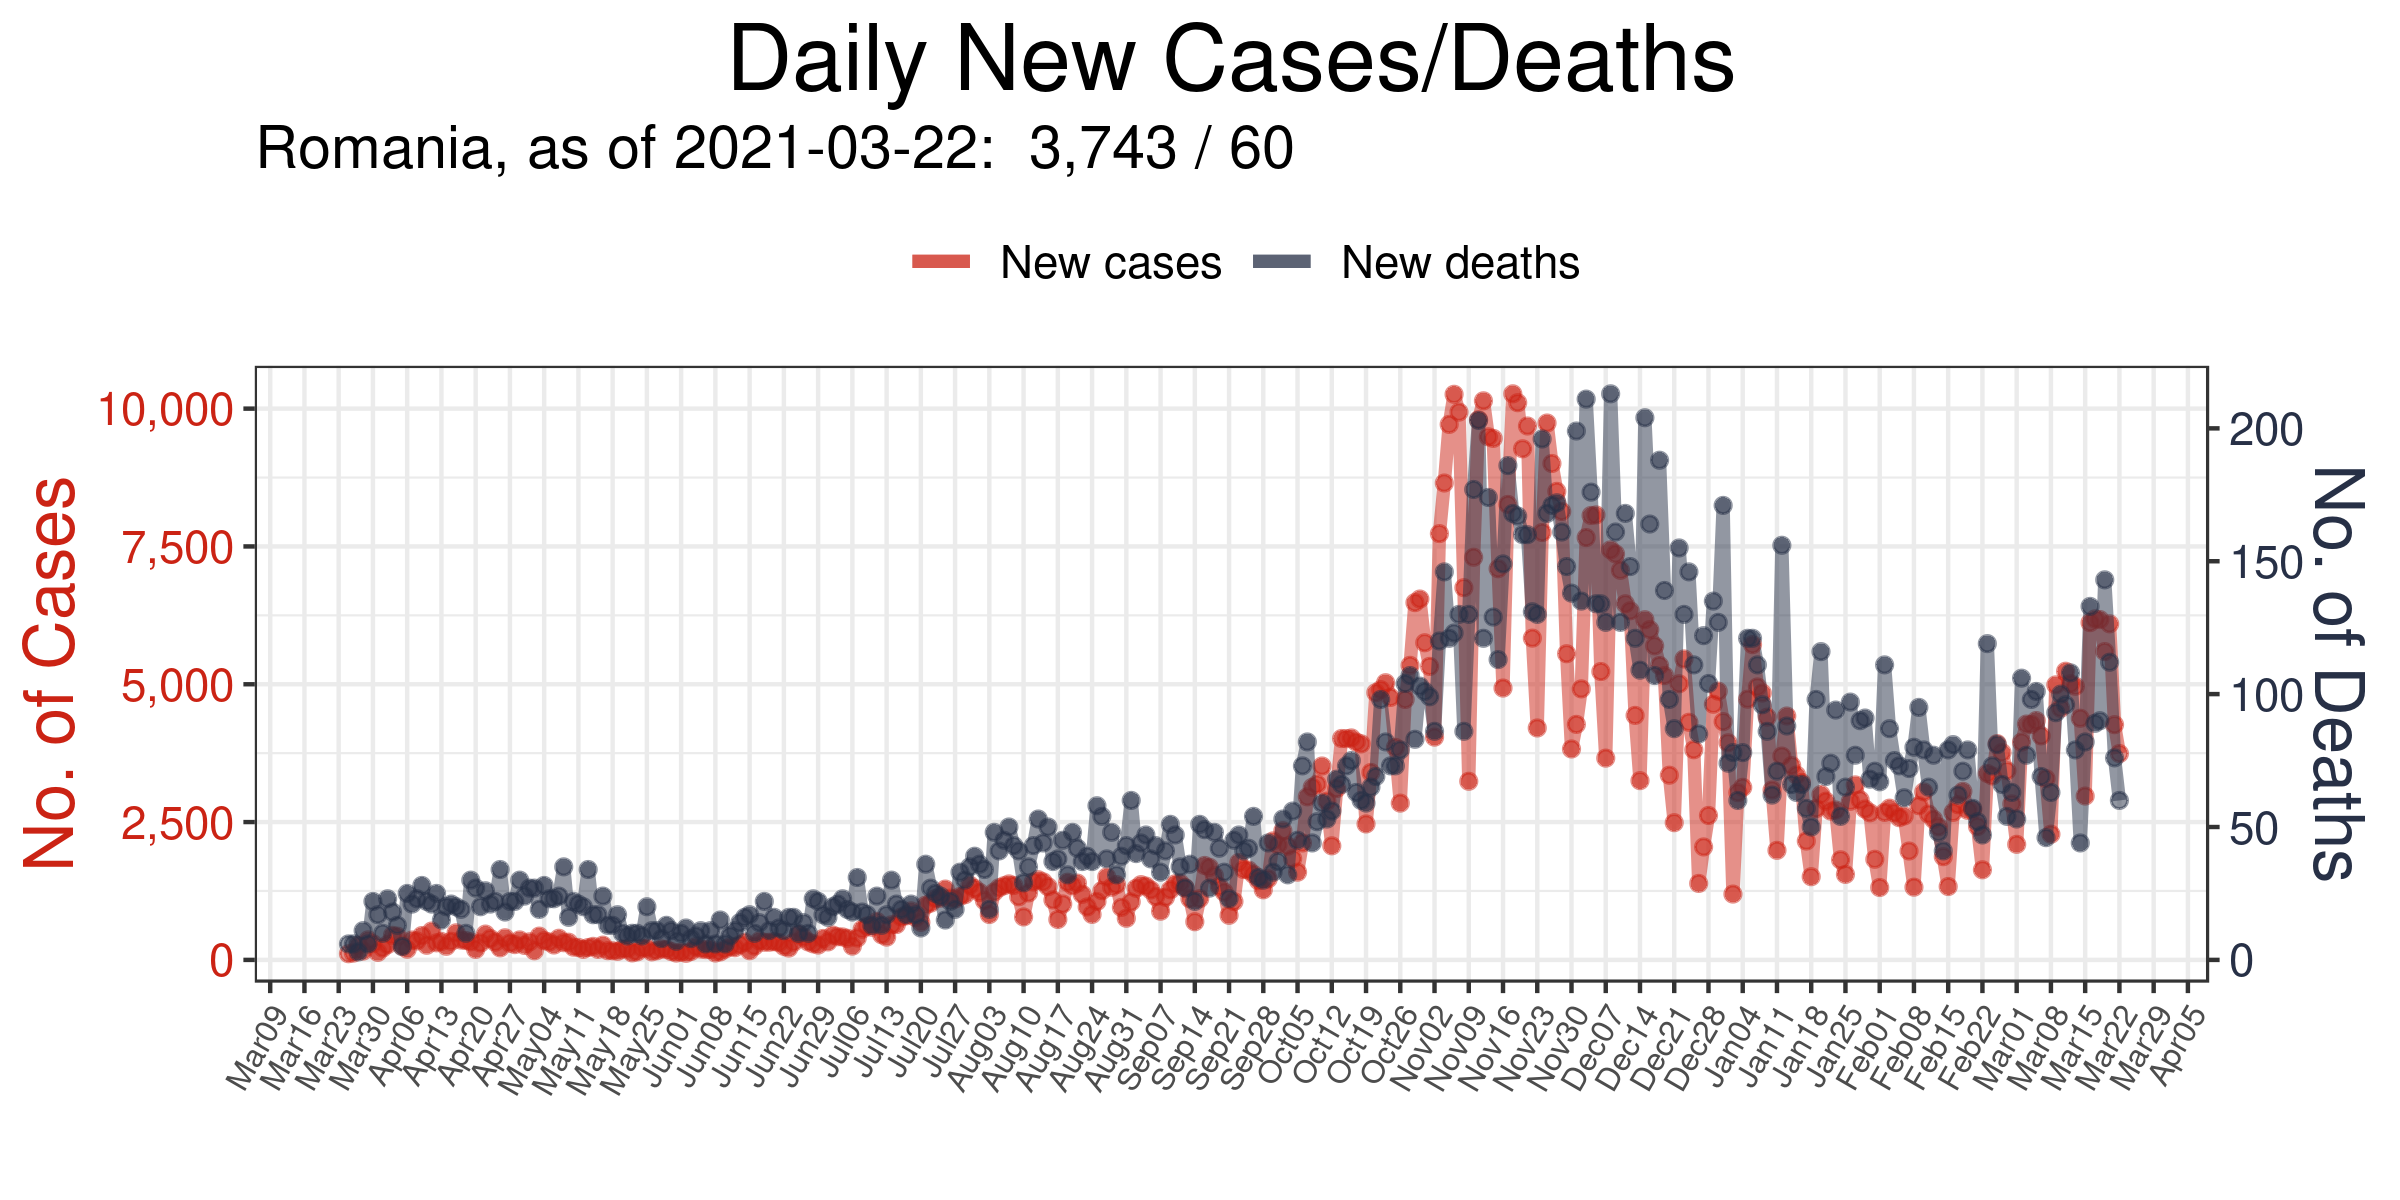 Daily New Cases/Deaths
Romania, as of 2021-03-22:  3,743 / 60
New cases
New deaths
No. of Cases
10,000
7,500
5,000
2,500
0
200
150
100
50
0
No. of Deaths
Mar09
Mar16
Mar23
Mar30
Apr06
Apr13
Apr20
Apr27
May04
May11
May18
May25
Jun01
Jun08
Jun15
Jun22
Jun29
Jul06
Jul13
Jul20
Jul27
Aug03
Aug10
Aug17
Aug24
Aug31
Sep07
Sep14
Sep21
Sep28
Oct05
Oct12
Oct19
Oct26
Nov02
Nov09
Nov16
Nov23
Nov30
Dec07
Dec14
Dec21
Dec28
Jan04
Jan11
Jan18
Jan25
Feb01
Feb08
Feb15
Feb22
Mar01
Mar08
Mar15
Mar22
Mar29
Apr05